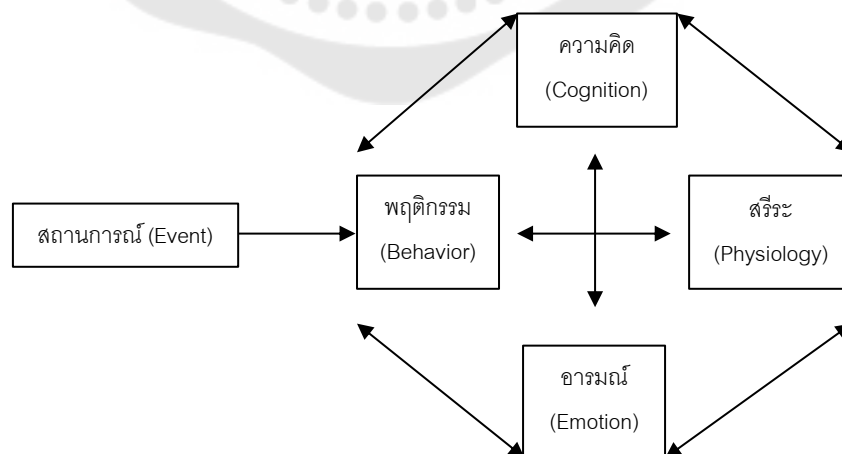 ความคิด
(Cognition)
สถานการณ์ (Event)
พฤติกรรม
(Behavior)
สรีระ
(Physiology)
อารมณ์
(Emotion)